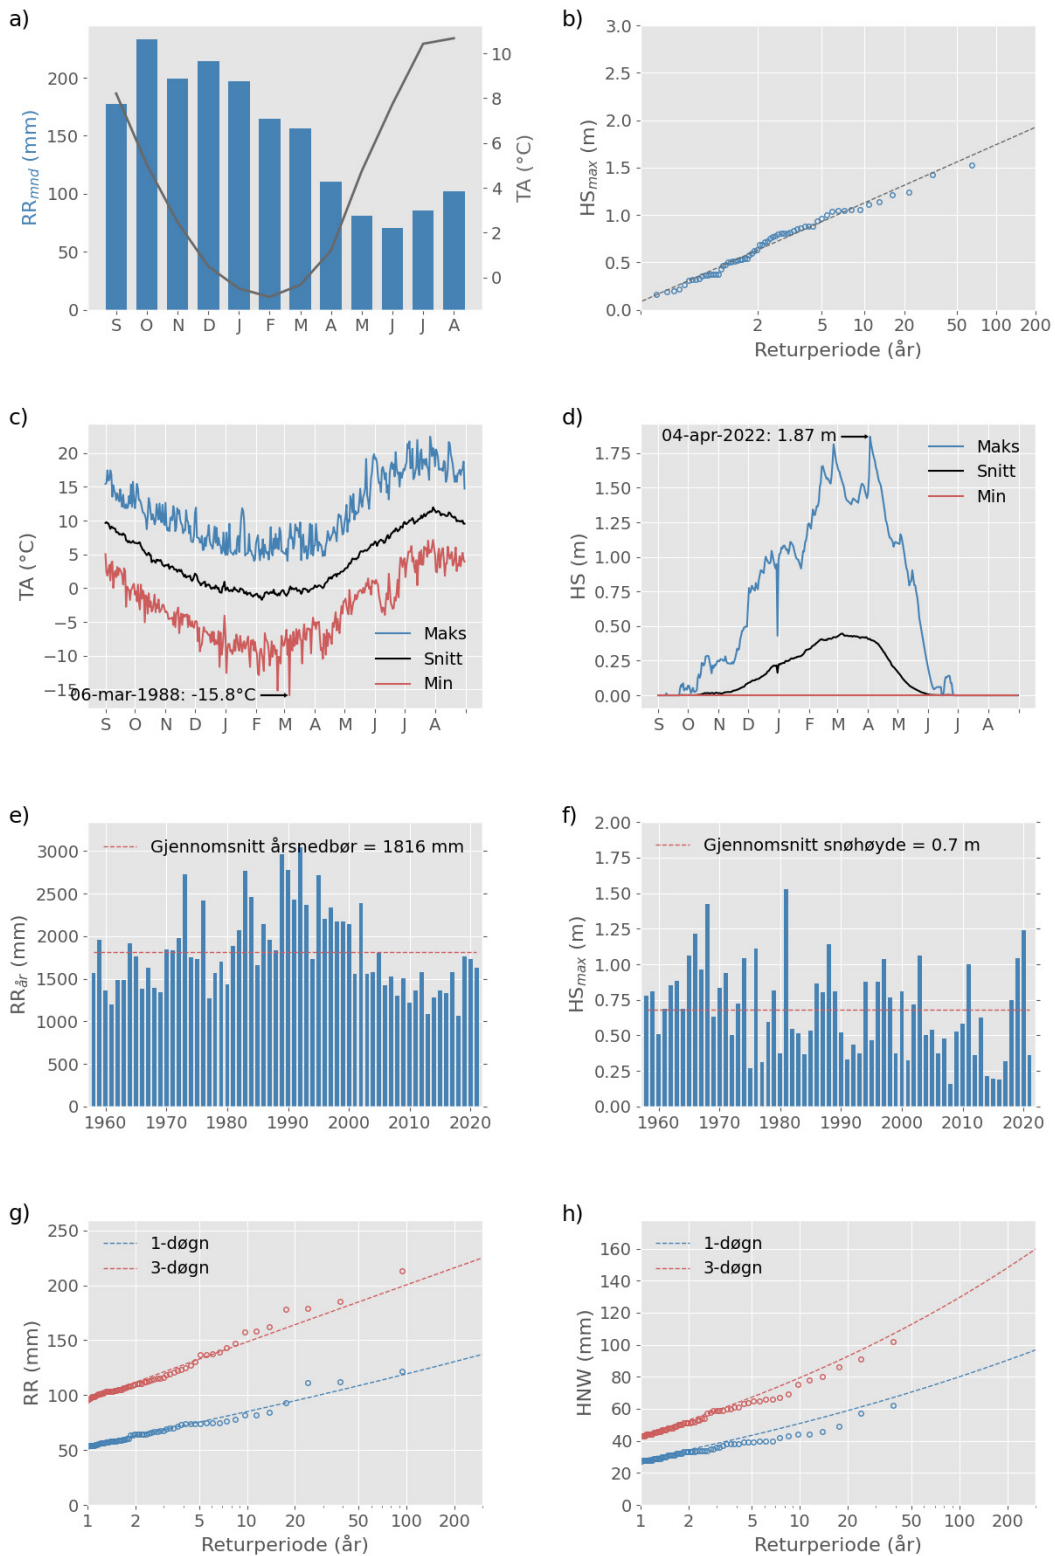 a)
200
150
100
50
0
RR_mnd (mm)
10
8
6
4
2
0
TA (°C)
S O N D J F M A M J J A
b)
3.0
2.5
2.0
1.5
1.0
0.5
0.0
HS_max (m)
2 5 10 20 50 100 200
Returperiode (år)
c)
20
15
10
5
0
−5
−10
−15
TA (°C)
Maks
Snitt
Min
06-mar-1988: -15.8°C
S O N D J F M A M J J A
d)
04-apr-2022: 1.87 m
1.75
1.50
1.25
1.00
0.75
0.50
0.25
0.00
HS (m)
Maks
Snitt
Min
S O N D J F M A M J J A
e)
Gjennomsnitt årsnedbør = 1816 mm
3000
2500
2000
1500
1000
500
0
RR_år (mm)
1960 1970 1980 1990 2000 2010 2020
f)
Gjennomsnitt snøhøyde = 0.7 m
2.00
1.75
1.50
1.25
1.00
0.75
0.50
0.25
0.00
HS_max (m)
1960 1970 1980 1990 2000 2010 2020
g)
1-døgn
3-døgn
250
200
150
100
50
0
RR (mm)
1 2 5 10 20 50 100 200
Returperiode (år)
h)
1-døgn
3-døgn
160
140
120
100
80
60
40
20
0
HNW (mm)
1 2 5 10 20 50 100 200
Returperiode (år)